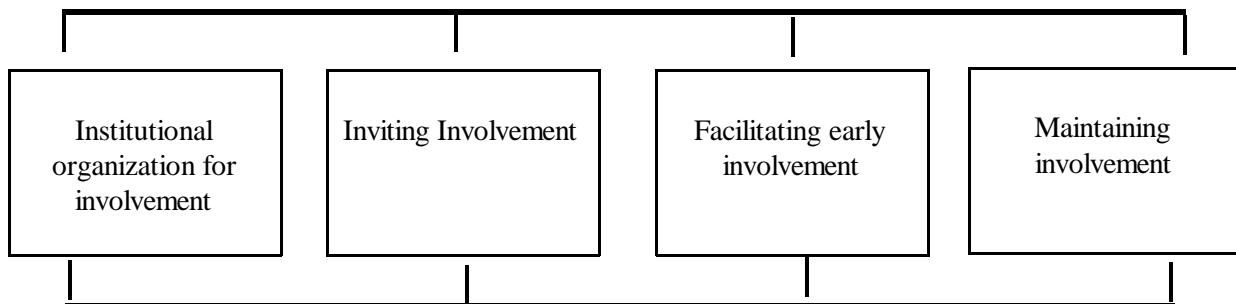 Institutional
organization for
involvement
Inviting Involvement
Facilitating early
involvement
Maintaining
involvement